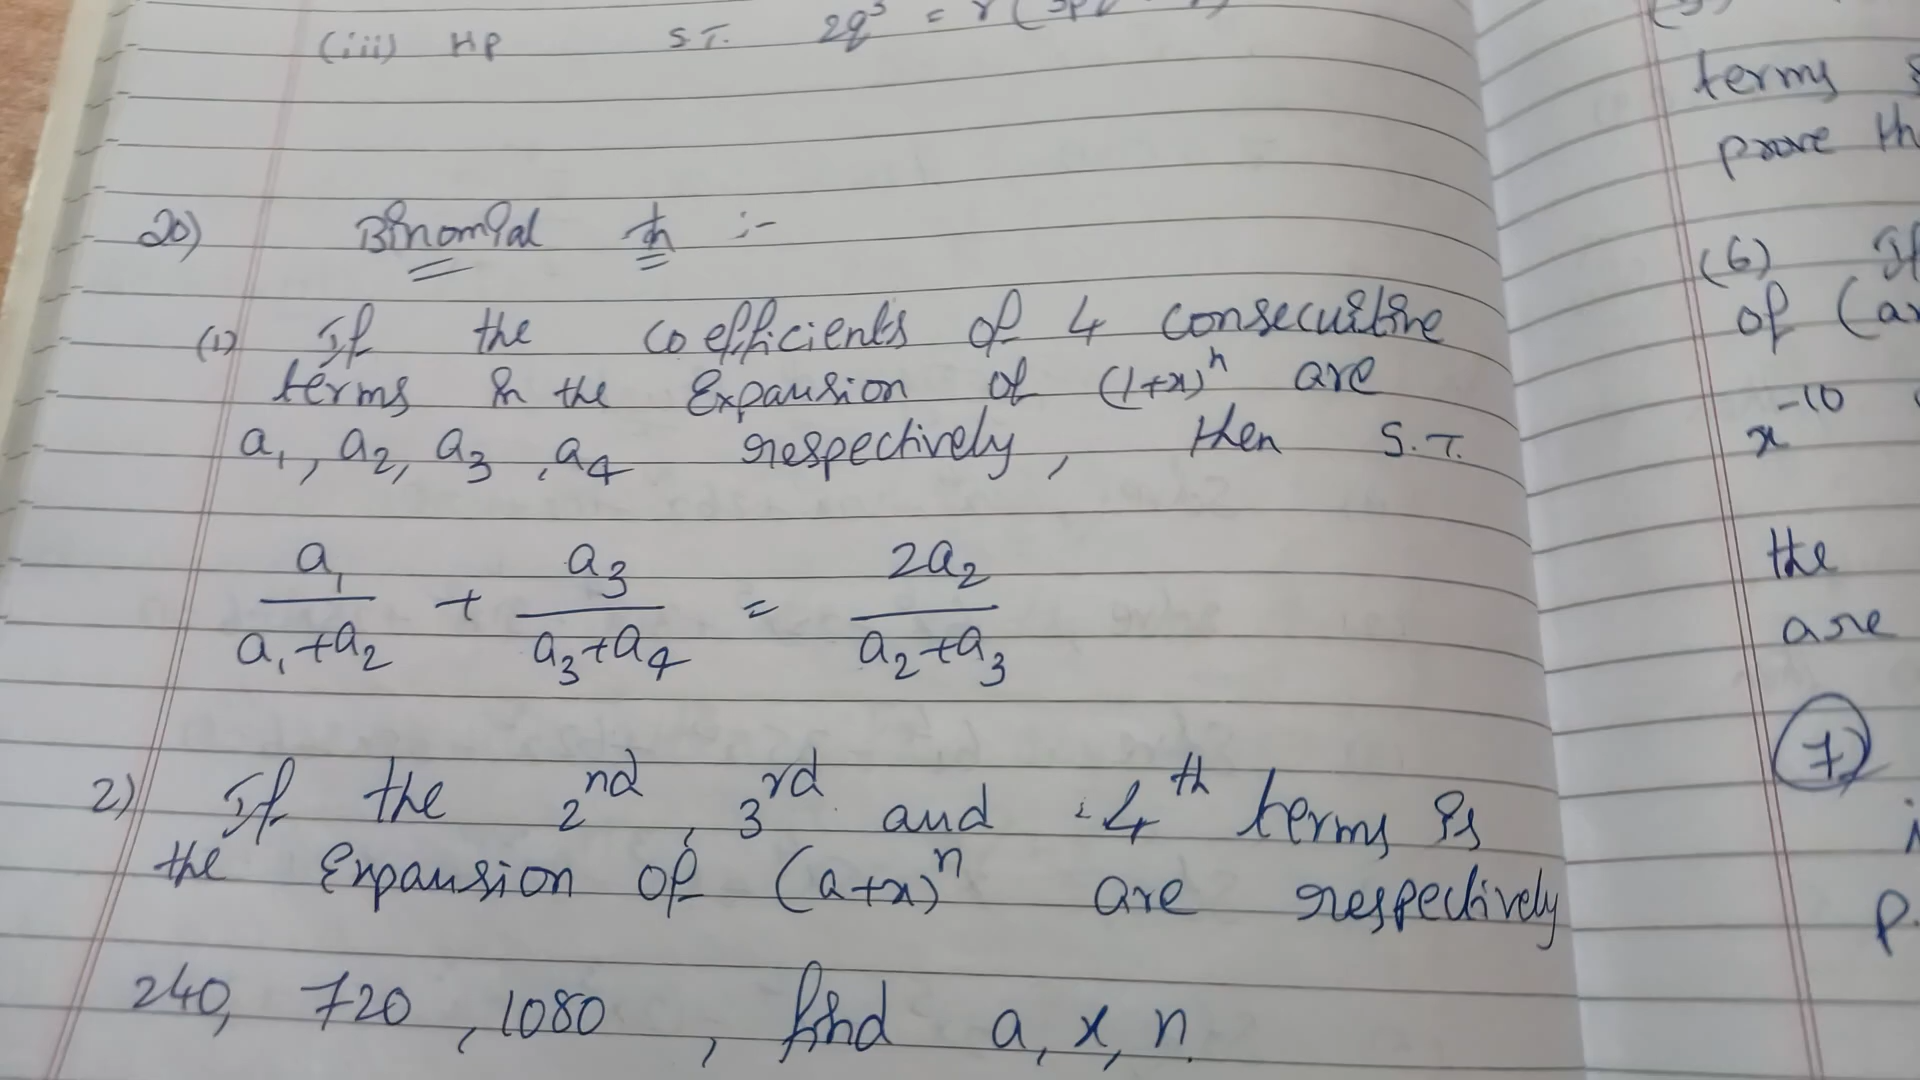 (iii) HP S.T. 2q³ = r(3p
20) Binomial th :-
(1) If the coefficients of 4 consecutive
terms in the Expansion of (1+x)ⁿ are
a₁, a₂, a₃, a₄ respectively, then S.T.
a₁/(a₁+a₂) + a₃/(a₃+a₄) = 2a₂/(a₂+a₃)
2) If the 2nd, 3rd and 4th terms is
the Expansion of (a+x)ⁿ are respectively
240, 720, 1080, find a, x, n.
terms
prove th
(6) If
of (a
x⁻¹⁰
the
are
(7)
i
p.